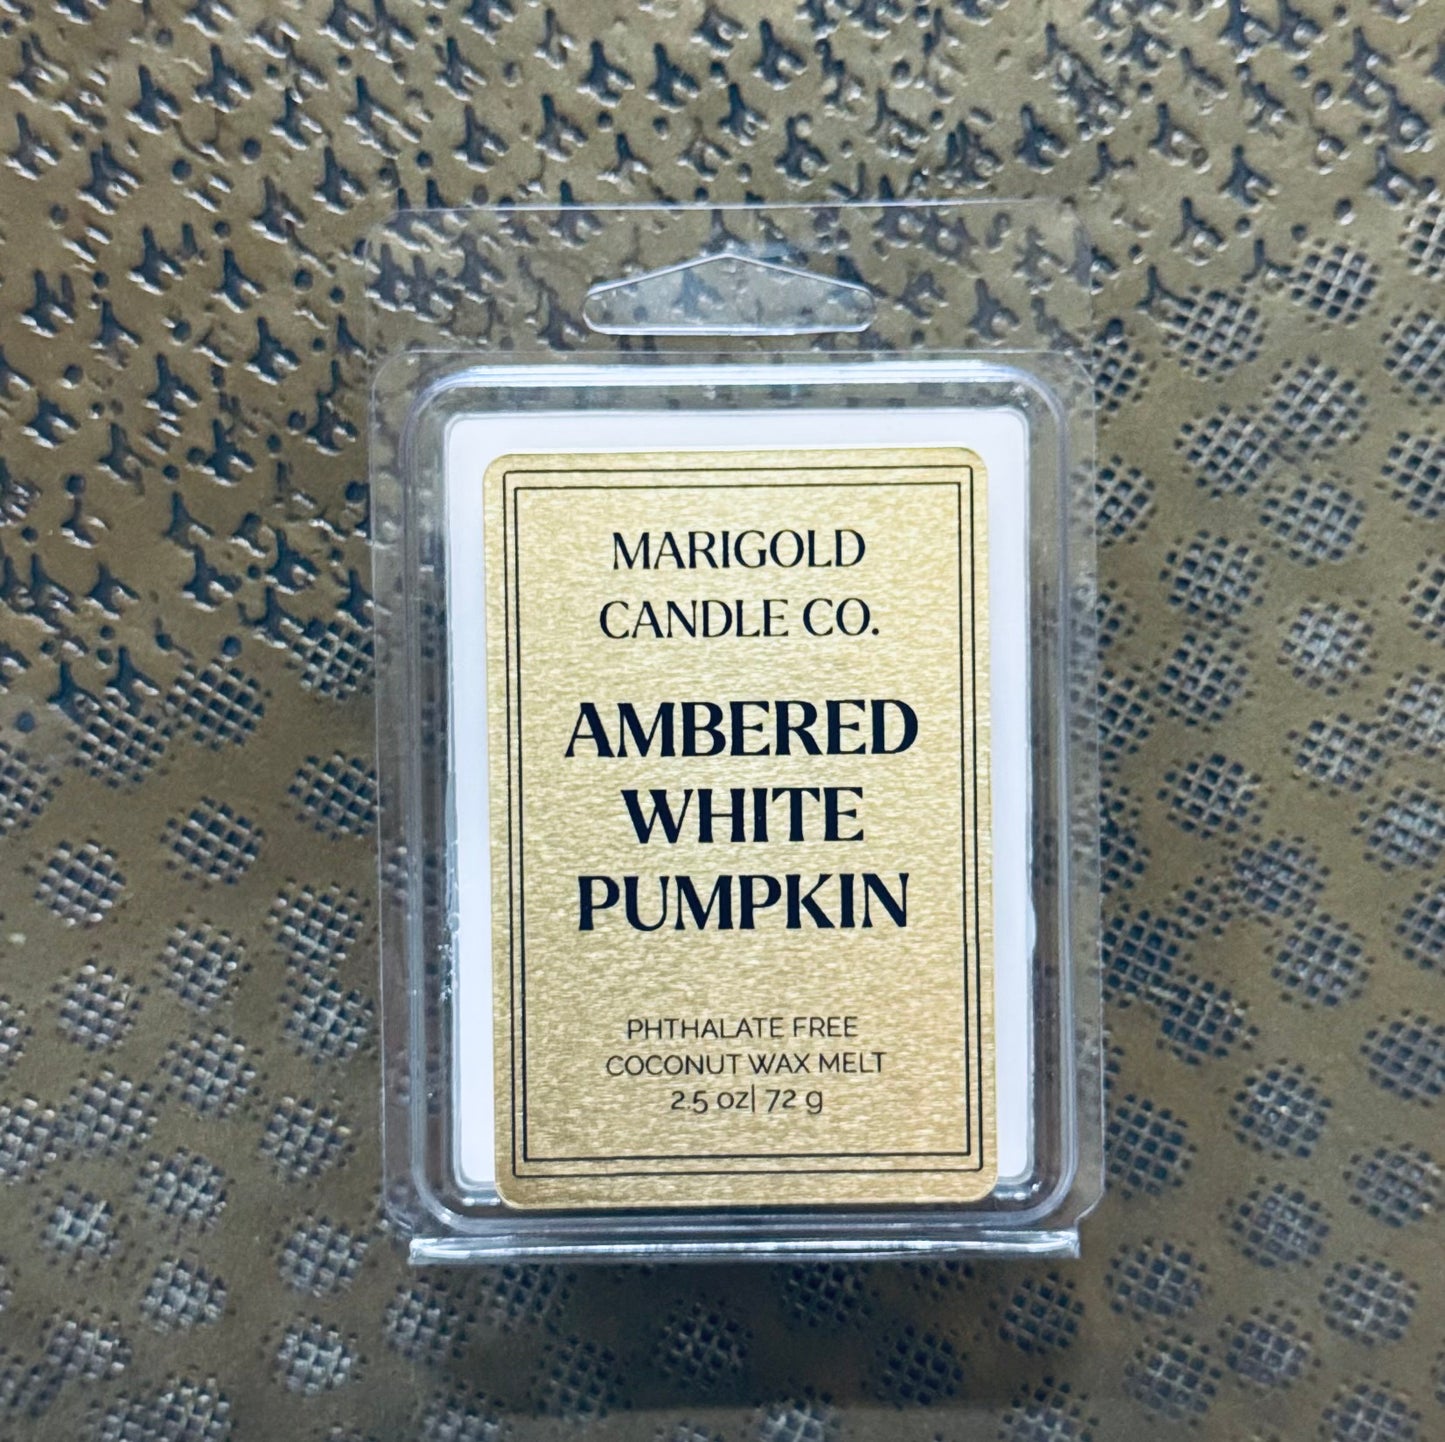 MARIGOLD
CANDLE CO.
AMBERED
WHITE
PUMPKIN
PHTHALATE FREE
COCONUT WAX MELT
2.5 oz| 72 g